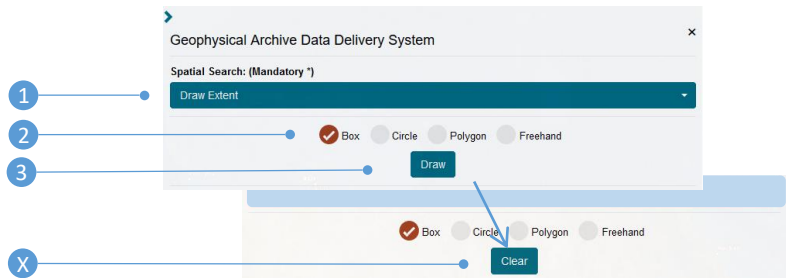 Geophysical Archive Data Delivery System ×
Spatial Search: (Mandatory *)
1
Draw Extent
2
Box Circle Polygon Freehand
3
Draw
Box Circle Polygon Freehand
X
Clear